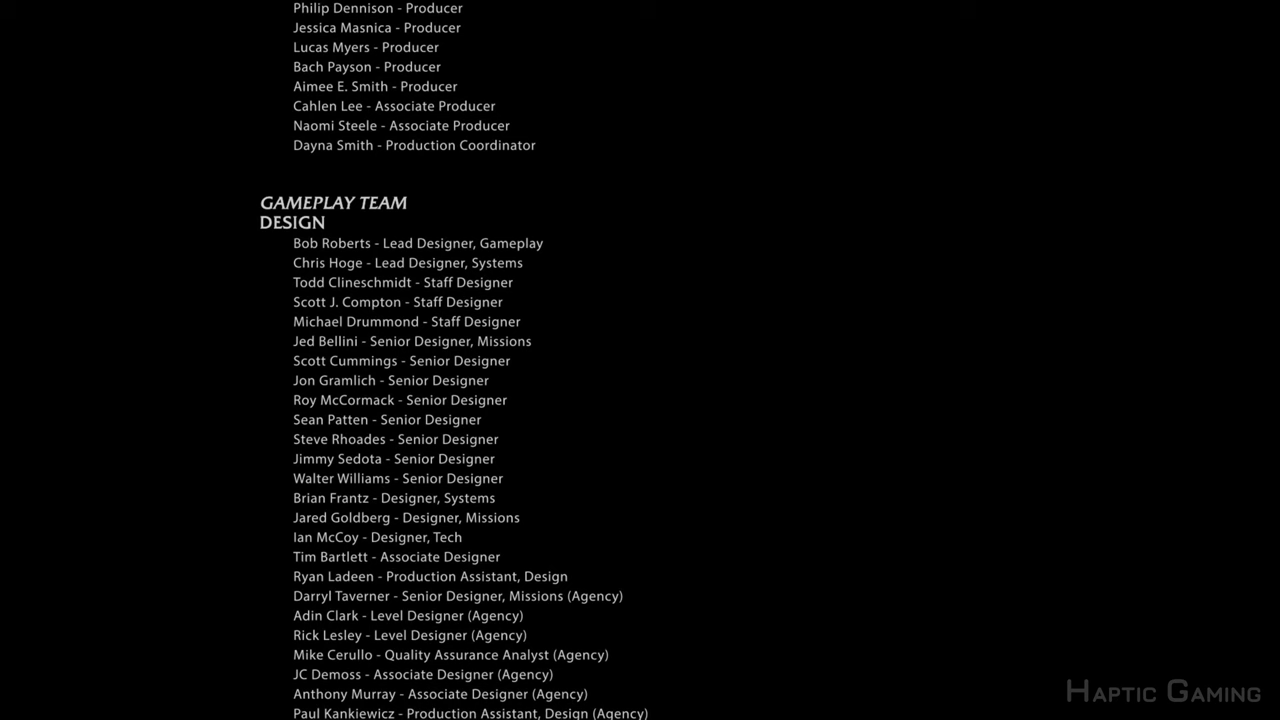 Philip Dennison - Producer
Jessica Masnica - Producer
Lucas Myers - Producer
Bach Payson - Producer
Aimee E. Smith - Producer
Cahlen Lee - Associate Producer
Naomi Steele - Associate Producer
Dayna Smith - Production Coordinator
GAMEPLAY TEAM
DESIGN
Bob Roberts - Lead Designer, Gameplay
Chris Hoge - Lead Designer, Systems
Todd Clineschmidt - Staff Designer
Scott J. Compton - Staff Designer
Michael Drummond - Staff Designer
Jed Bellini - Senior Designer, Missions
Scott Cummings - Senior Designer
Jon Gramlich - Senior Designer
Roy McCormack - Senior Designer
Sean Patten - Senior Designer
Steve Rhoades - Senior Designer
Jimmy Sedota - Senior Designer
Walter Williams - Senior Designer
Brian Frantz - Designer, Systems
Jared Goldberg - Designer, Missions
Ian McCoy - Designer, Tech
Tim Bartlett - Associate Designer
Ryan Ladeen - Production Assistant, Design
Darryl Taverner - Senior Designer, Missions (Agency)
Adin Clark - Level Designer (Agency)
Rick Lesley - Level Designer (Agency)
Mike Cerullo - Quality Assurance Analyst (Agency)
JC Demoss - Associate Designer (Agency)
Anthony Murray - Associate Designer (Agency)
Paul Kankiewicz - Production Assistant, Design (Agency)
HAPTIC GAMING